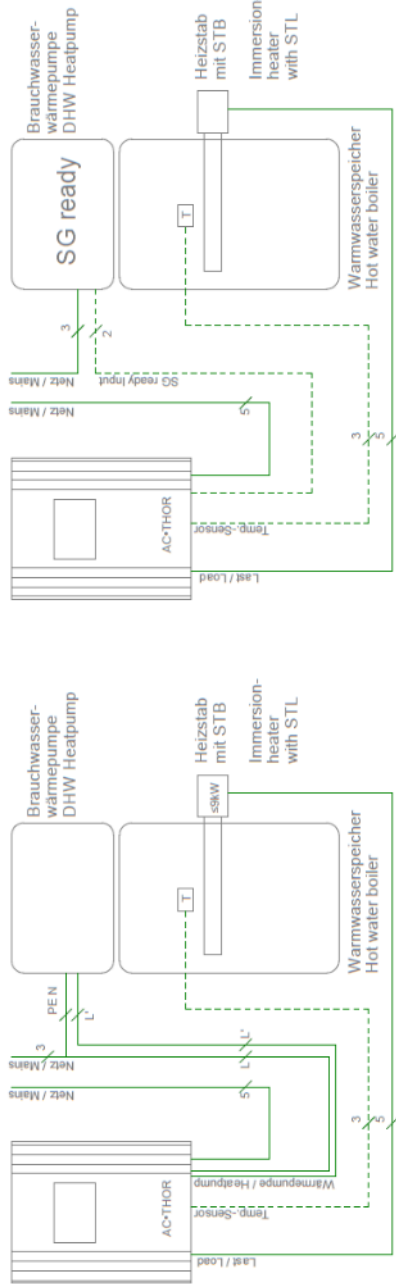 Brauchwasser-
wärmepumpe
DHW Heatpump
PE N
L'
3
Netz / Mains
Netz / Mains
5
L'
L'
AC•THOR
Wärmepumpe / Heatpump
Temp.-Sensor
Last / Load
T
≤9kW
Heizstab
mit STB
Immersion-
heater
with STL
Warmwasserspeicher
Hot water boiler
3
5
Brauchwasser-
wärmepumpe
DHW Heatpump
SG ready
3
2
Netz / Mains
SG ready Input
Netz / Mains
5
AC•THOR
Temp.-Sensor
Last / Load
T
Heizstab
mit STB
Immersion
heater
with STL
Warmwasserspeicher
Hot water boiler
3
5